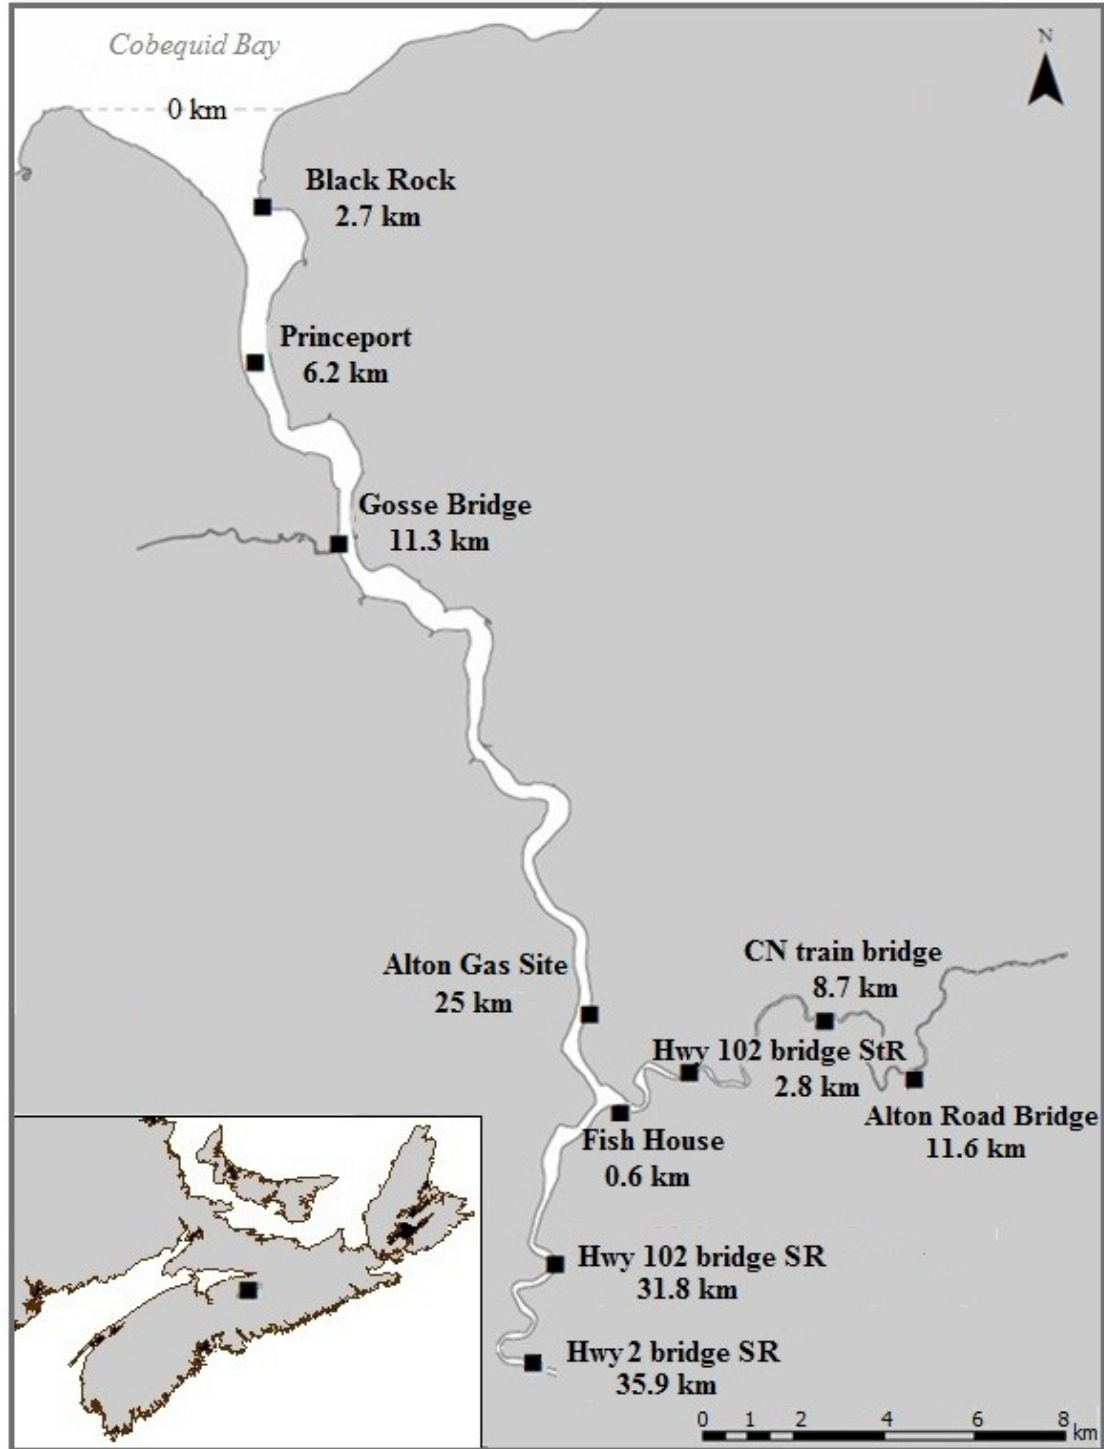 Cobequid Bay
N
0 km
Black Rock
2.7 km
Princeport
6.2 km
Gosse Bridge
11.3 km
Alton Gas Site
25 km
CN train bridge
8.7 km
Hwy 102 bridge StR
2.8 km
Alton Road Bridge
11.6 km
Fish House
0.6 km
Hwy 102 bridge SR
31.8 km
Hwy 2 bridge SR
35.9 km
0 1 2 4 6 8
km